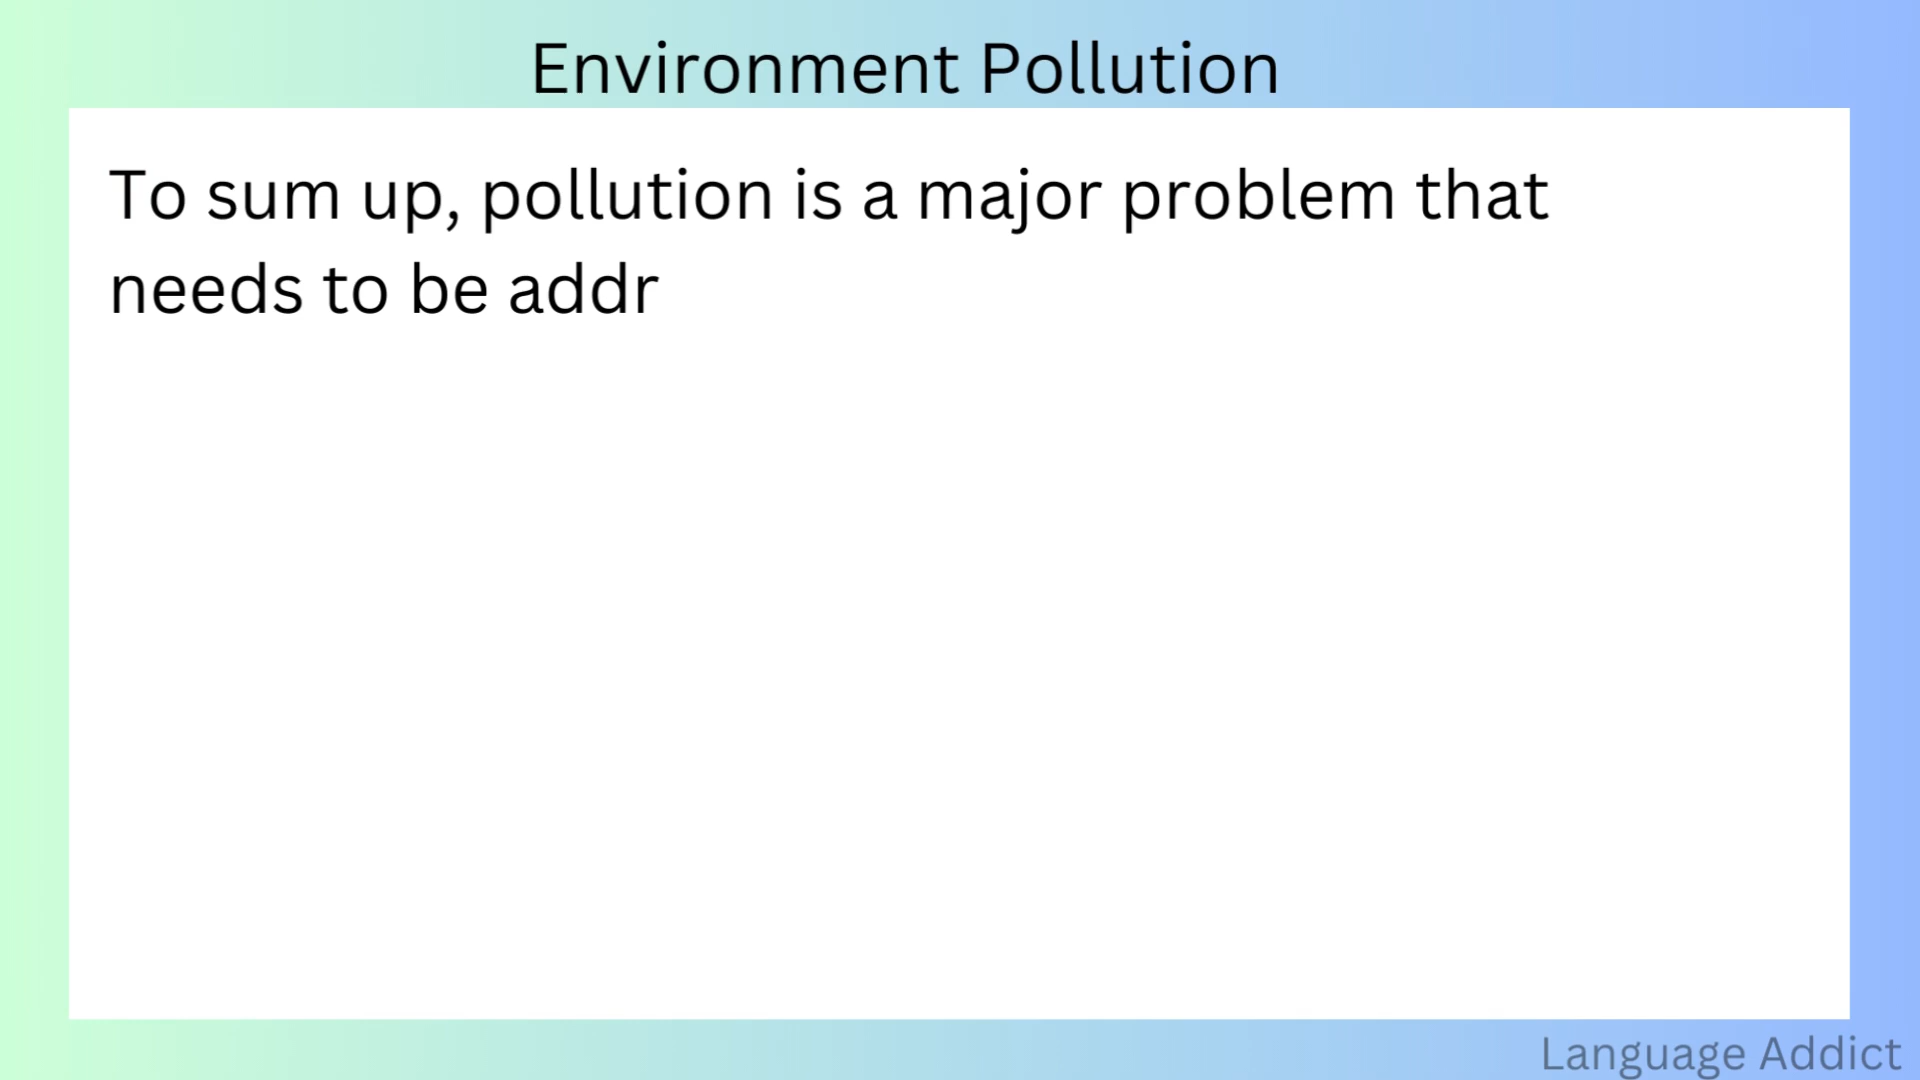 Environment Pollution
To sum up, pollution is a major problem that
needs to be addr
Language Addict